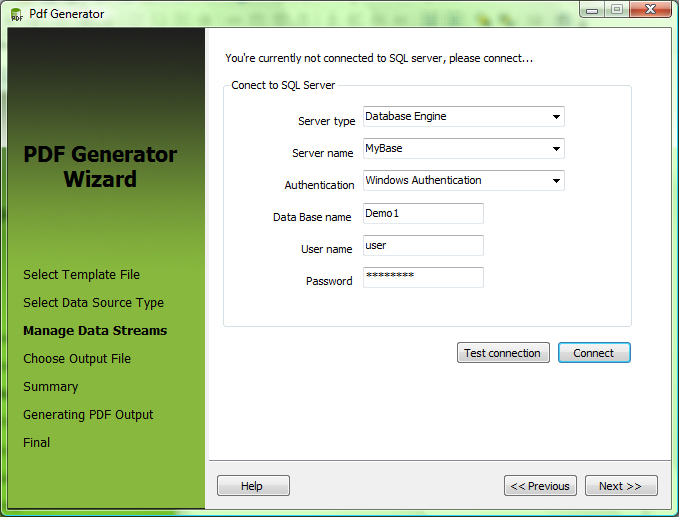 PDF
Pdf Generator
You're currently not connected to SQL server, please connect...
Conect to SQL Server
Server type
Database Engine
Server name
MyBase
Authentication
Windows Authentication
Data Base name
Demo1
User name
user
Password
********
Test connection
Connect
PDF Generator
Wizard
Select Template File
Select Data Source Type
Manage Data Streams
Choose Output File
Summary
Generating PDF Output
Final
Help
<< Previous
Next >>